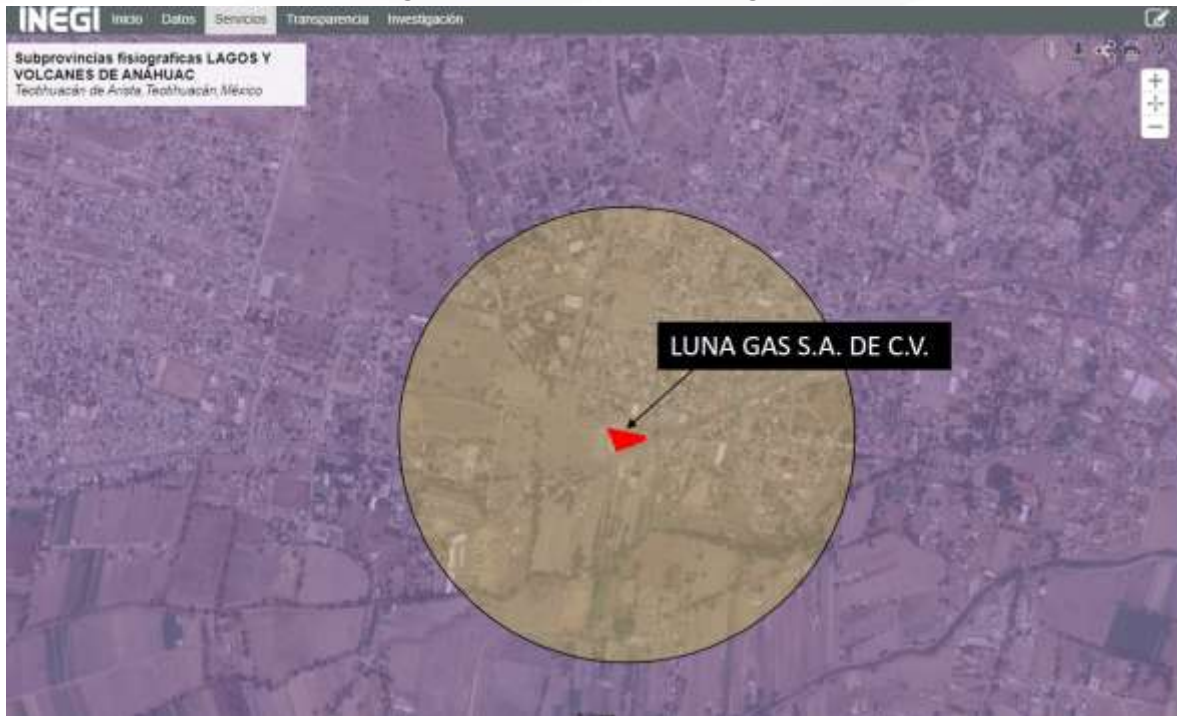 INEGI Inicio Datos Servicios Transparencia Investigación
Subprovincias fisiograficas LAGOS Y
VOLCANES DE ANAHUAC
Teotihuacán de Arista, Teotihuacán, México
LUNA GAS S.A. DE C.V.